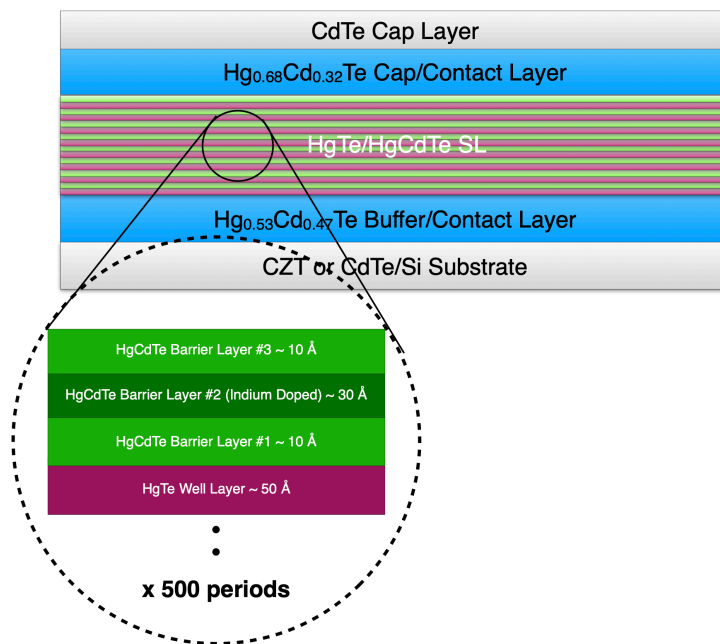 CdTe Cap Layer
Hg0.68Cd0.32Te Cap/Contact Layer
HgTe/HgCdTe SL
Hg0.53Cd0.47Te Buffer/Contact Layer
CZT or CdTe/Si Substrate
HgCdTe Barrier Layer #3 ~ 10 Å
HgCdTe Barrier Layer #2 (Indium Doped) ~ 30 Å
HgCdTe Barrier Layer #1 ~ 10 Å
HgTe Well Layer ~ 50 Å
x 500 periods